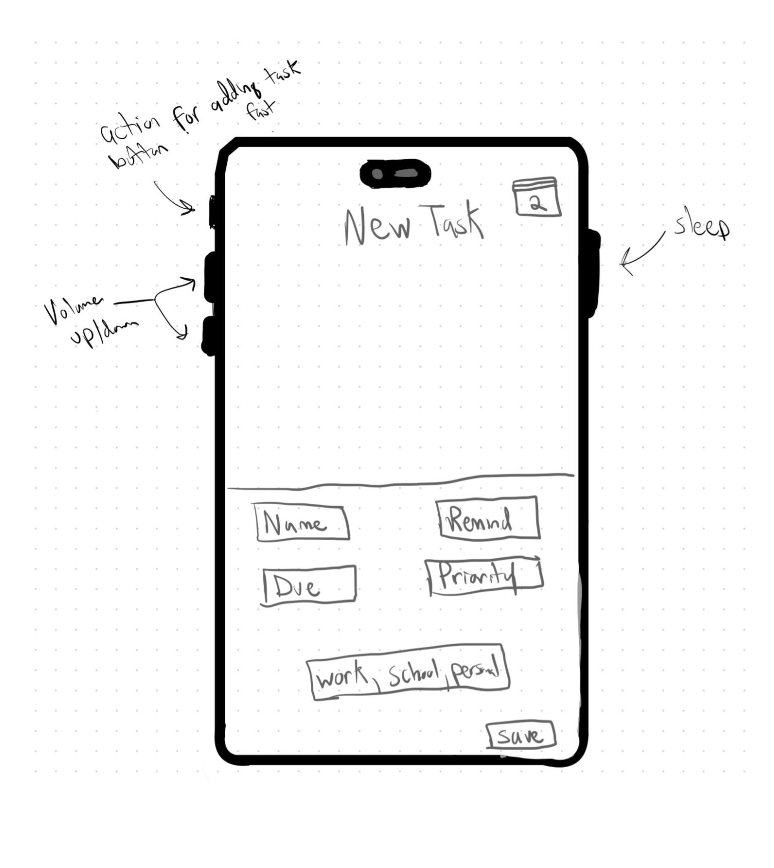 action for adding task
button fast
New Task
2
sleep
Volume
up/down
Name
Remind
Due
Priority
work, school, personal
save